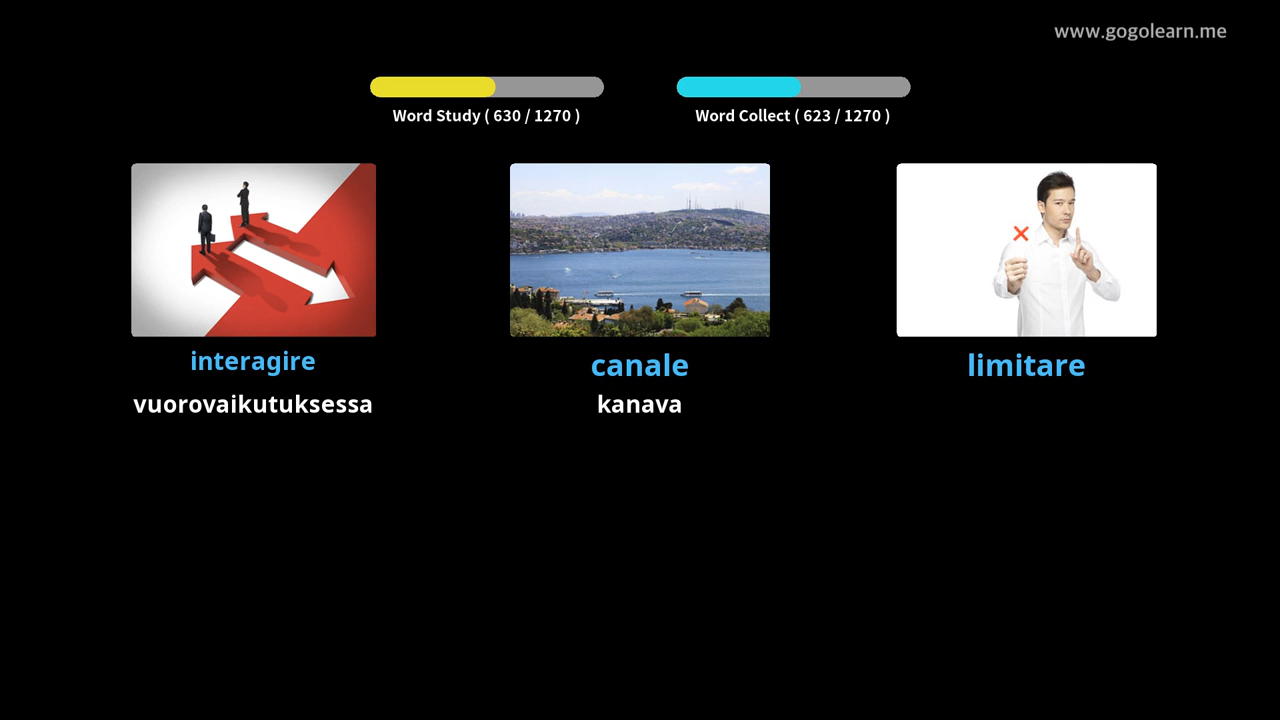 www.gogolearn.me
Word Study ( 630 / 1270 )
Word Collect ( 623 / 1270 )
interagire
canale
limitare
vuorovaikutuksessa
kanava